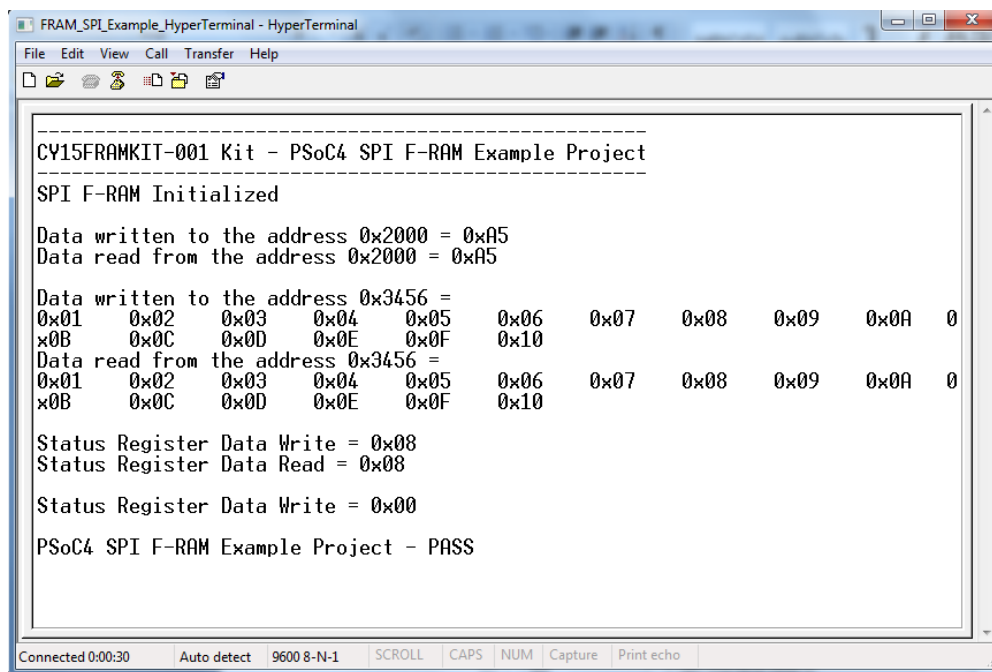 FRAM_SPI_Example_HyperTerminal - HyperTerminal
File Edit View Call Transfer Help
------------------------------------------------------
CY15FRAMKIT-001 Kit - PSoC4 SPI F-RAM Example Project
------------------------------------------------------
SPI F-RAM Initialized
Data written to the address 0x2000 = 0xA5
Data read from the address 0x2000 = 0xA5
Data written to the address 0x3456 =
0x01 0x02 0x03 0x04 0x05 0x06 0x07 0x08 0x09 0x0A 0
x0B 0x0C 0x0D 0x0E 0x0F 0x10
Data read from the address 0x3456 =
0x01 0x02 0x03 0x04 0x05 0x06 0x07 0x08 0x09 0x0A 0
x0B 0x0C 0x0D 0x0E 0x0F 0x10
Status Register Data Write = 0x08
Status Register Data Read = 0x08
Status Register Data Write = 0x00
PSoC4 SPI F-RAM Example Project - PASS
Connected 0:00:30 Auto detect 9600 8-N-1 SCROLL CAPS NUM Capture Print echo